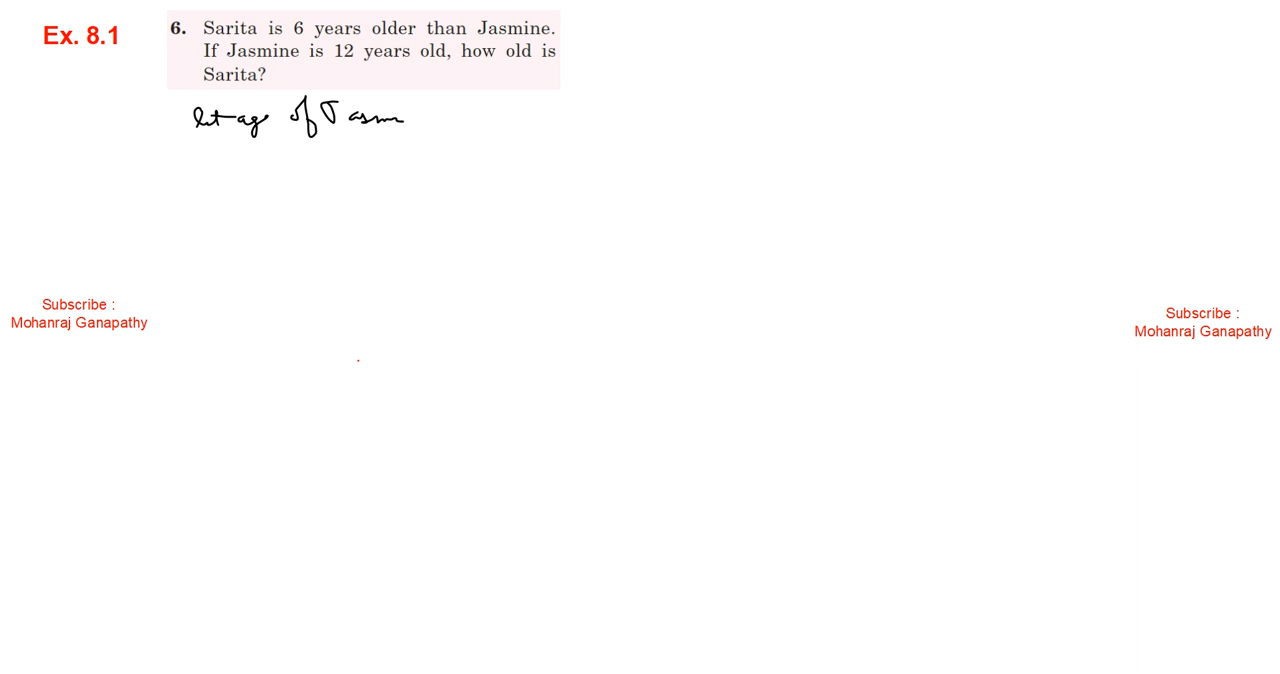 Ex. 8.1
6. Sarita is 6 years older than Jasmine.
If Jasmine is 12 years old, how old is
Sarita?
let age of Jasm
Subscribe :
Mohanraj Ganapathy
Subscribe :
Mohanraj Ganapathy